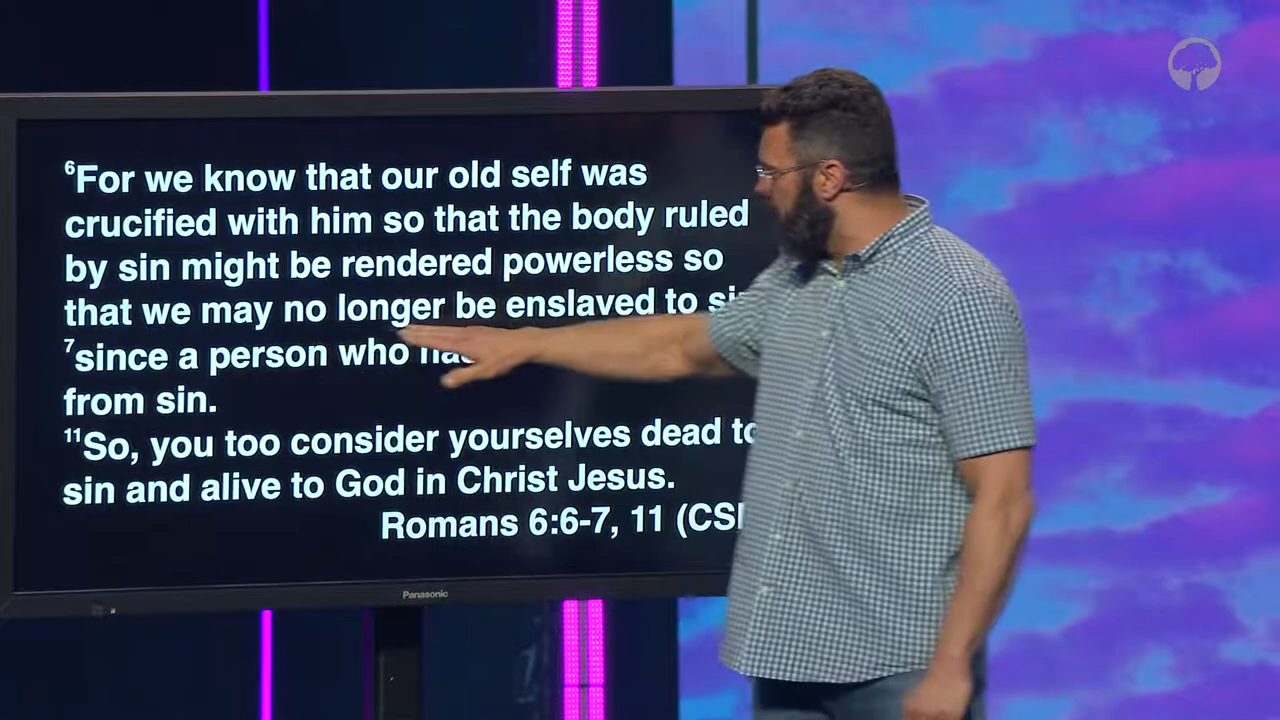 ⁶For we know that our old self was
crucified with him so that the body ruled
by sin might be rendered powerless so
that we may no longer be enslaved to
⁷since a person who
from sin.
¹¹So, you too consider yourselves dead to
sin and alive to God in Christ Jesus.
Romans 6:6-7, 11
Panasonic